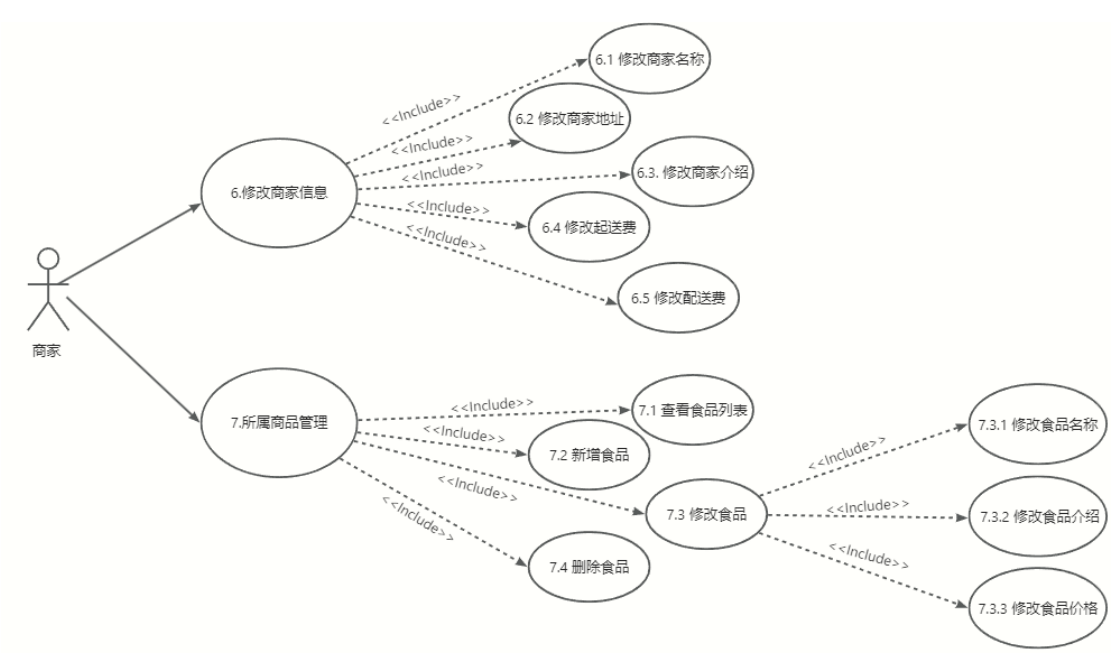 6.1 修改商家名称
<<Include>>
6.2 修改商家地址
<<Include>>
6.3. 修改商家介绍
<<Include>>
6.修改商家信息
<<Include>>
6.4 修改起送费
<<Include>>
6.5 修改配送费
商家
7.所属商品管理
<<Include>>
7.1 查看食品列表
<<Include>>
7.2 新增食品
<<Include>>
7.3 修改食品
<<Include>>
7.4 删除食品
<<Include>>
7.3.1 修改食品名称
<<Include>>
7.3.2 修改食品介绍
<<Include>>
7.3.3 修改食品价格